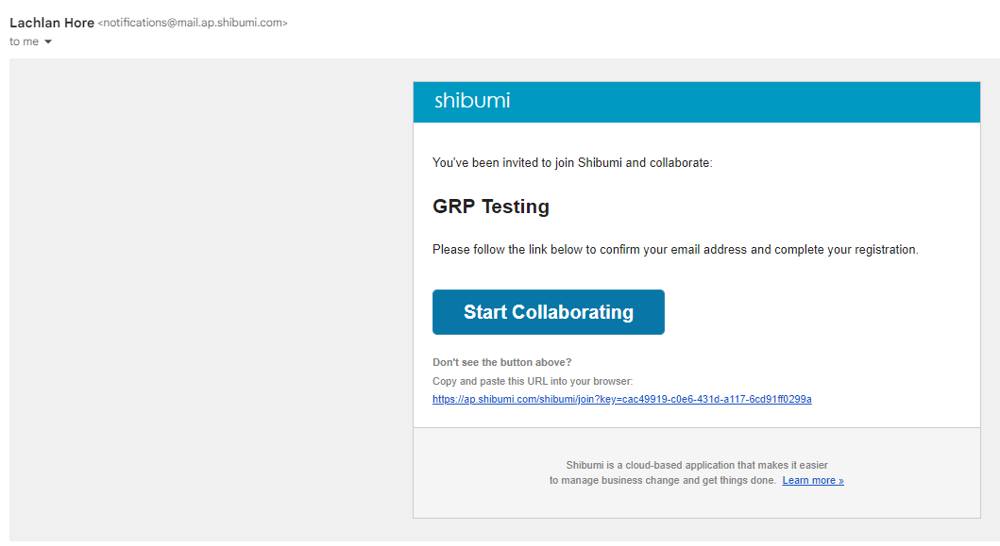 Lachlan Hore <notifications@mail.ap.shibumi.com>
to me
shibumi
You've been invited to join Shibumi and collaborate:
GRP Testing
Please follow the link below to confirm your email address and complete your registration.
Start Collaborating
Don't see the button above?
Copy and paste this URL into your browser:
https://ap.shibumi.com/shibumi/join?key=cac49919-c0e6-431d-a117-6cd91ff0299a
Shibumi is a cloud-based application that makes it easier
to manage business change and get things done. Learn more »